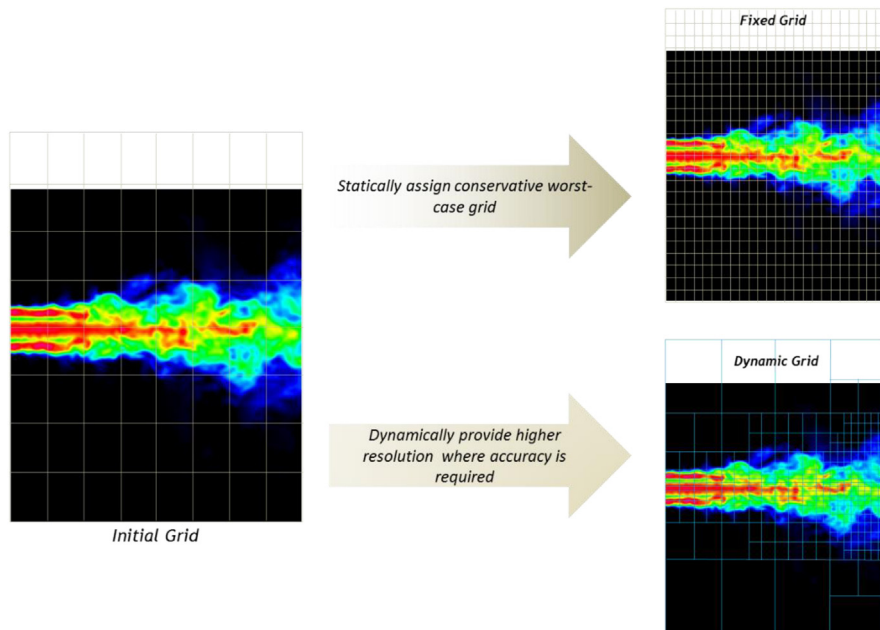 Fixed Grid
Statically assign conservative worst-
case grid
Initial Grid
Dynamic Grid
Dynamically provide higher
resolution where accuracy is
required